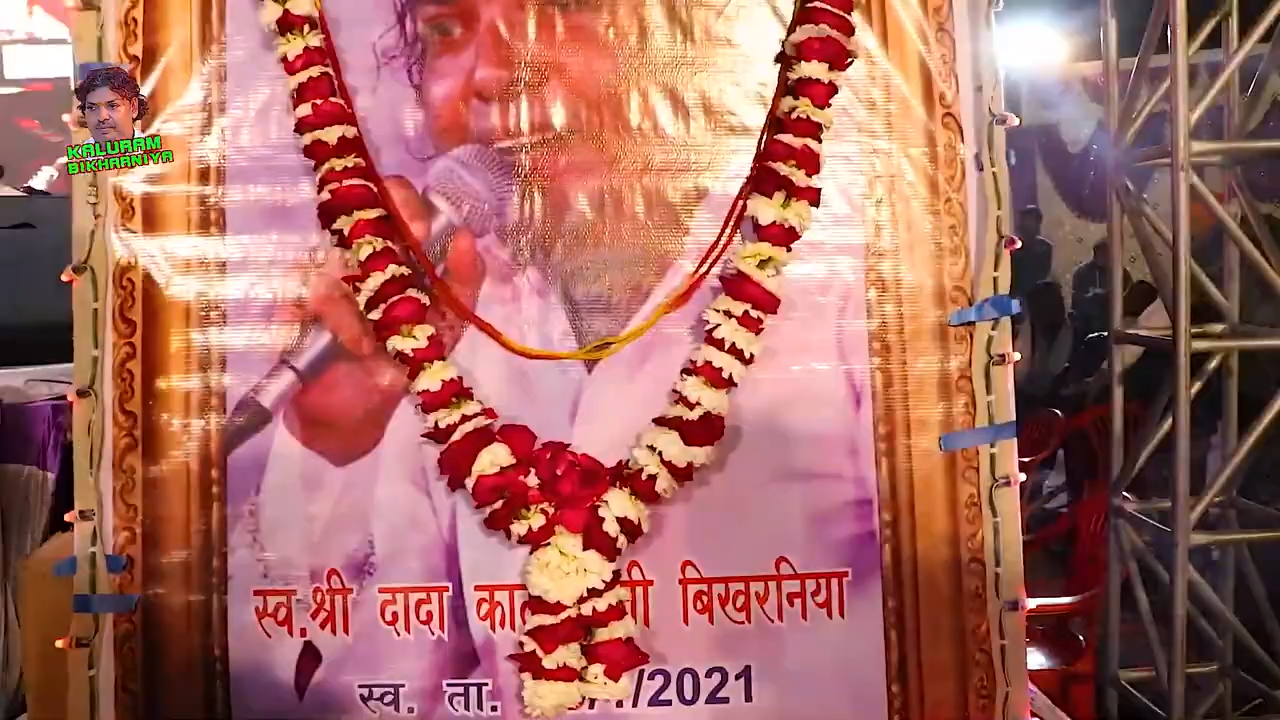 KALURAM
BIKHARNIYA
स्व.श्री दादा बिखरनिया
स्व. ता. /2021